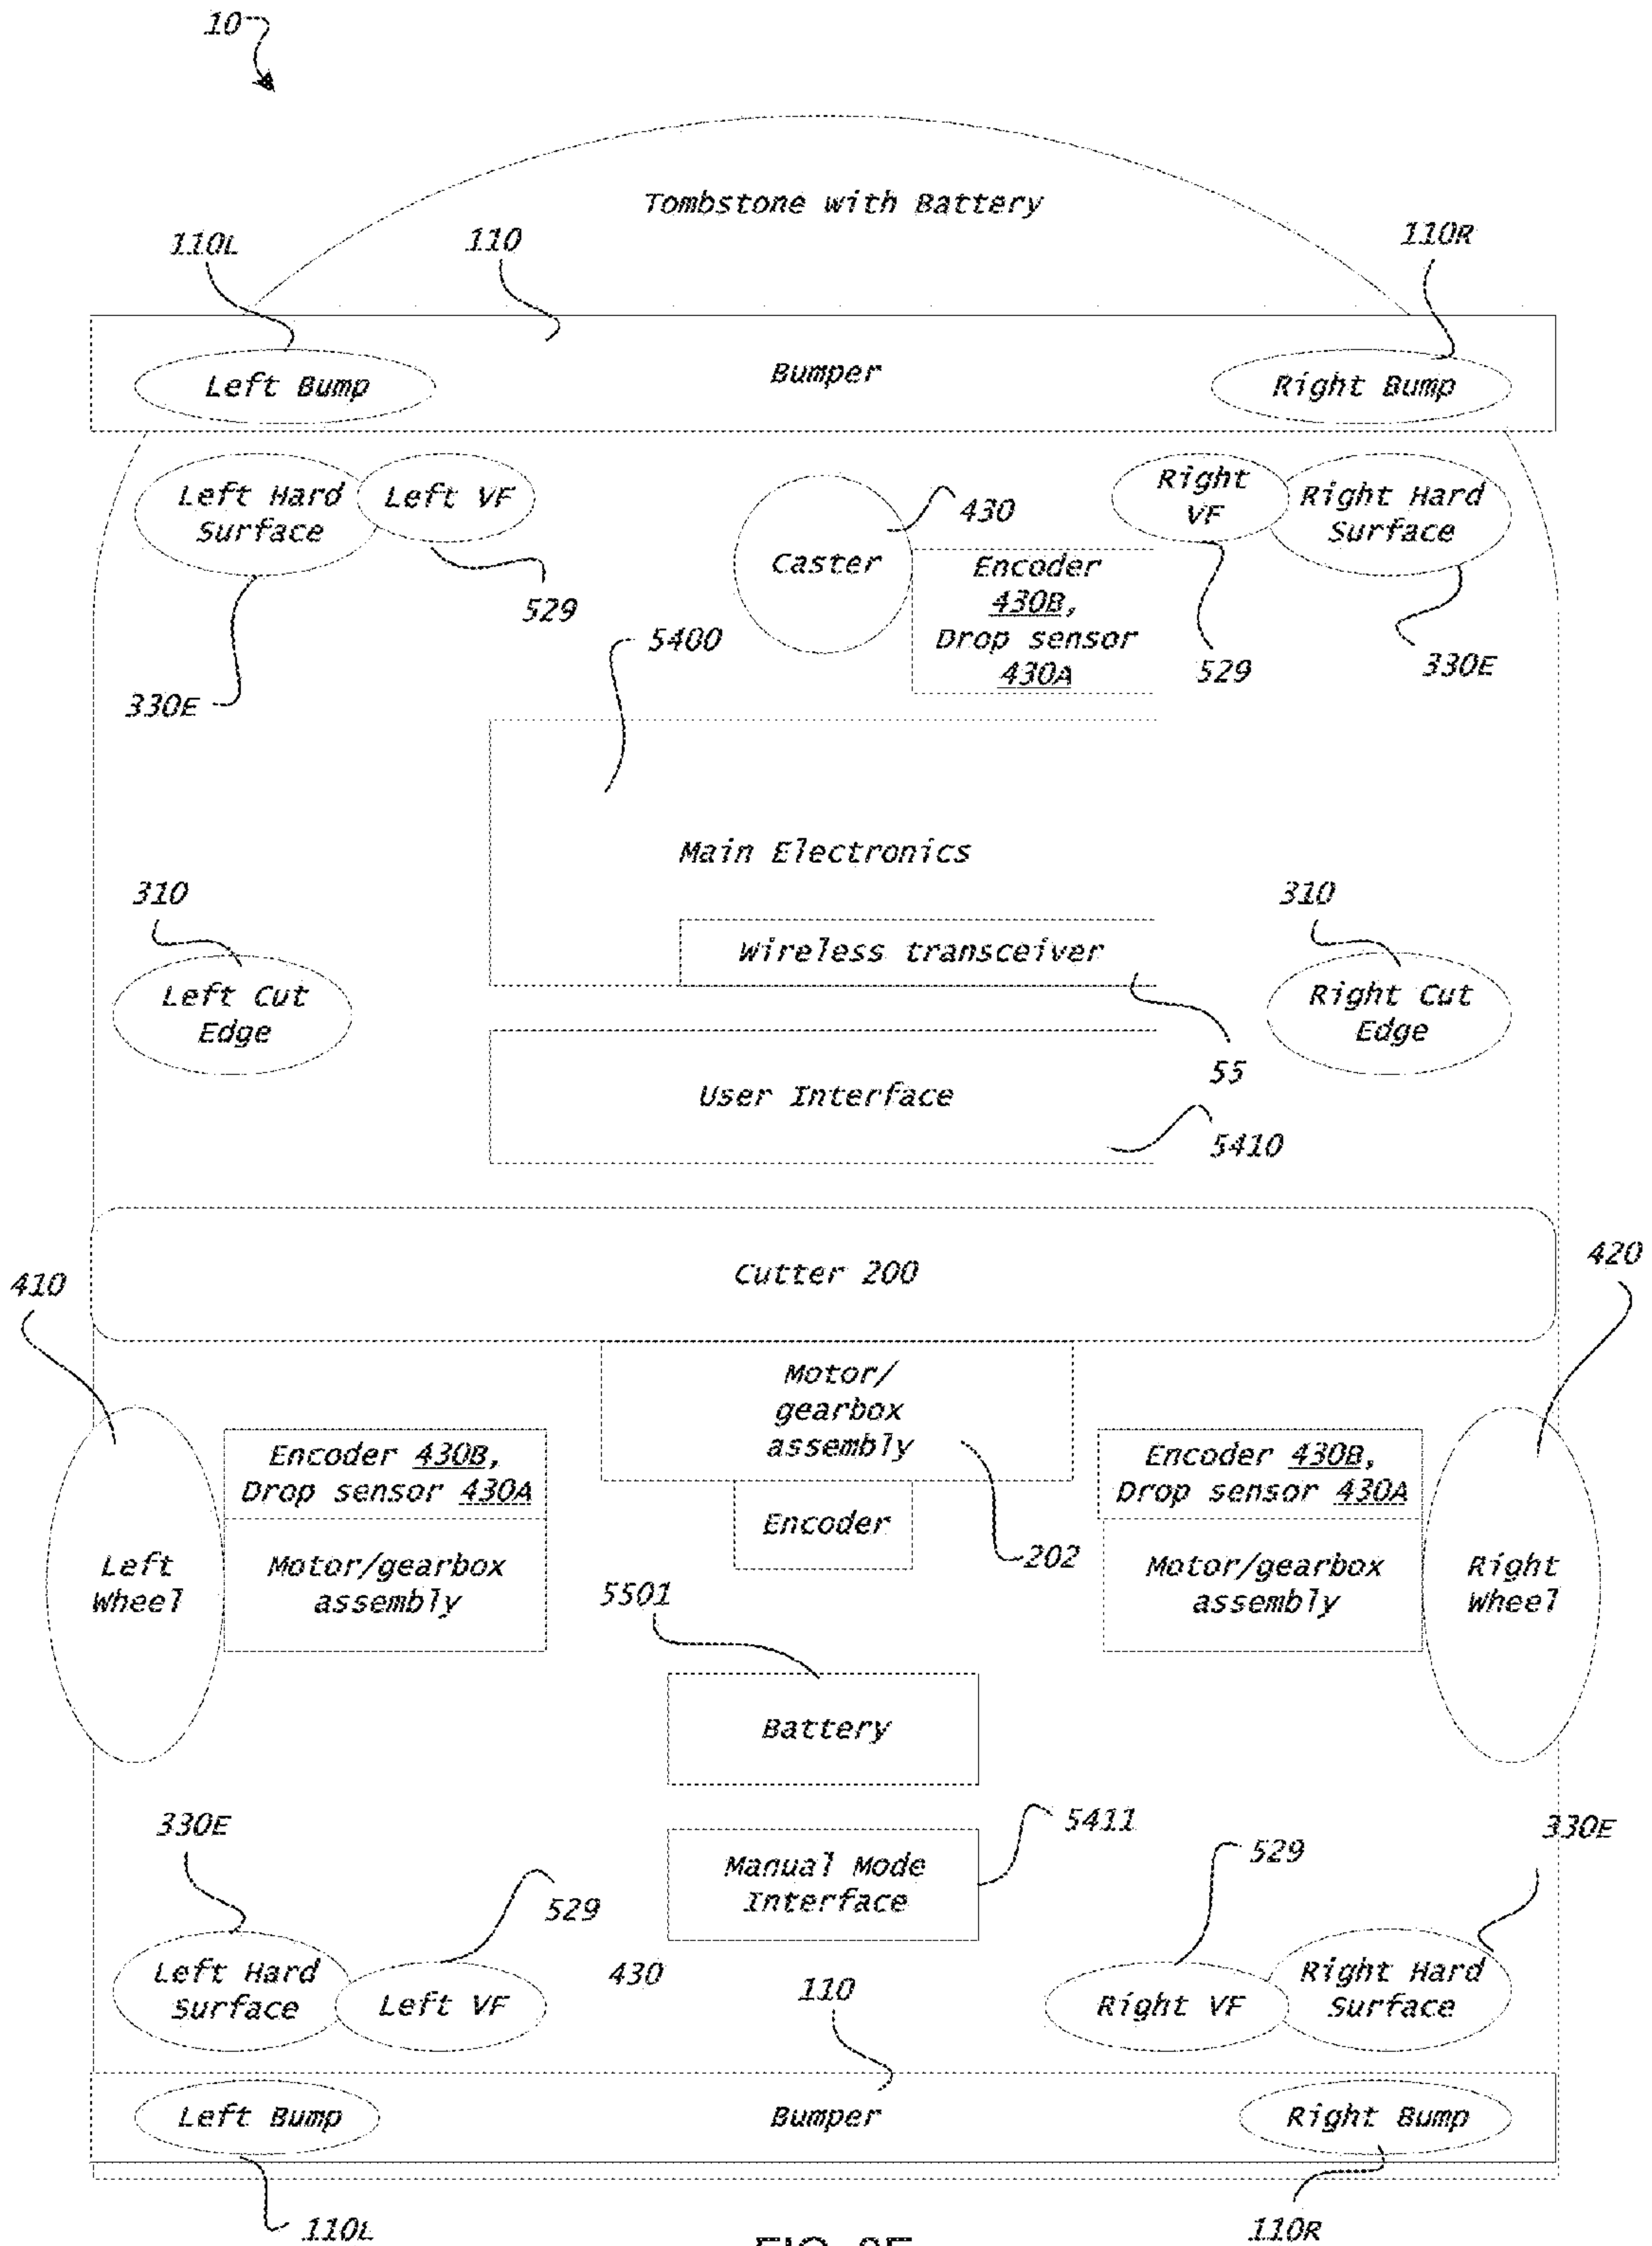 10
Tombstone with Battery
110L
110
110R
Left Bump
Bumper
Right Bump
Left Hard
Surface
Left VF
Right
VF
Right Hard
Surface
430
Caster
Encoder
430B,
Drop sensor
430A
529
5400
529
330E
330E
Main Electronics
310
310
Wireless transceiver
Left Cut
Edge
Right Cut
Edge
55
User Interface
5410
Cutter 200
410
420
Motor/
gearbox
assembly
Encoder 430B,
Drop sensor 430A
Encoder 430B,
Drop sensor 430A
Encoder
202
Left
Wheel
Motor/gearbox
assembly
Motor/gearbox
assembly
Right
Wheel
5501
Battery
330E
5411
529
330E
Manual Mode
Interface
529
Left Hard
Surface
Left VF
430
110
Right VF
Right Hard
Surface
Left Bump
Bumper
Right Bump
110L
110R